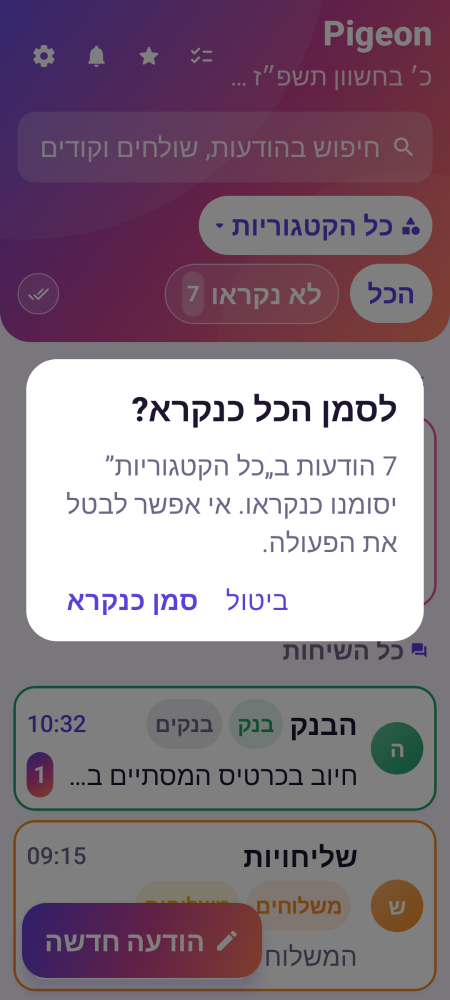 Pigeon
כ׳ בחשוון תשפ״ז ...
חיפוש בהודעות, שולחים וקודים
כל הקטגוריות
הכל
לא נקראו 7
לסמן הכל כנקרא?
7 הודעות ב„כל הקטגוריות”
יסומנו כנקראו. אי אפשר לבטל
את הפעולה.
ביטול
סמן כנקרא
כל השיחות
הבנק בנק בנקים 10:32
ה
חיוב בכרטיס המסתיים ב... 1
שליחויות 09:15
ש
משלוחים
המשלוח
הודעה חדשה